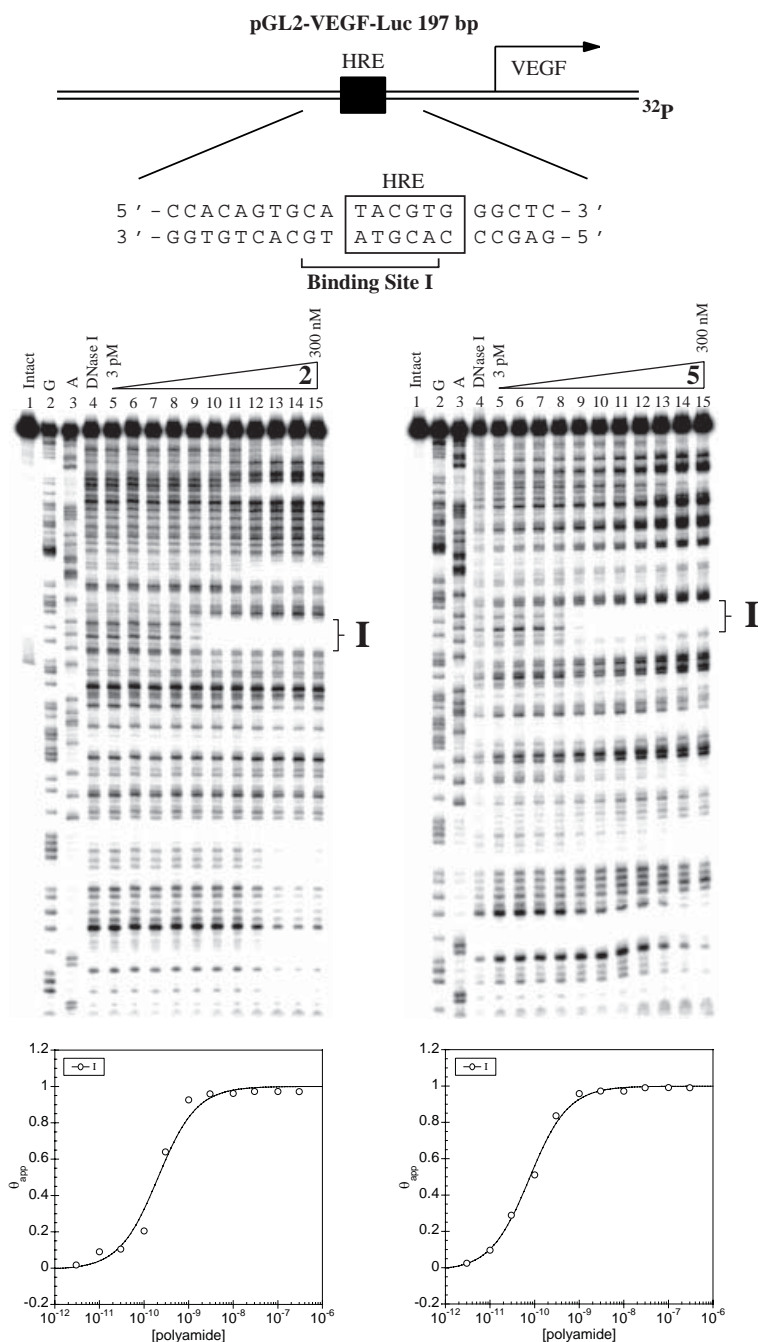 pGL2-VEGF-Luc 197 bp
HRE
VEGF
32P
HRE
5 ' -CCACAGTGCA TACGTG GGCTC-3 '
3 ' -GGTGTCACGT ATGCAC CCGAG-5 '
Binding Site I
Intact G A DNase I 3 pM 2 300 nM
1 2 3 4 5 6 7 8 9 10 11 12 13 14 15
I
Intact G A DNase I 3 pM 5 300 nM
1 2 3 4 5 6 7 8 9 10 11 12 13 14 15
I
1.2
1
0.8
0.6
0.4
0.2
0
-0.2
θapp
I
10-12 10-11 10-10 10-9 10-8 10-7 10-6
[polyamide]
1.2
1
0.8
0.6
0.4
0.2
0
-0.2
θapp
I
10-12 10-11 10-10 10-9 10-8 10-7 10-6
[polyamide]